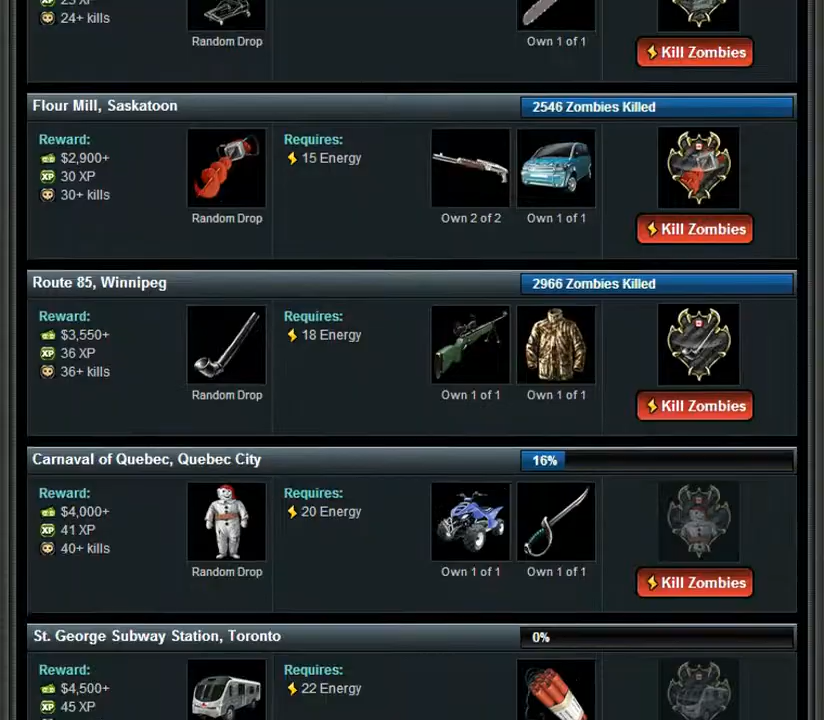 24+ kills
Random Drop
Own 1 of 1
Kill Zombies
Flour Mill, Saskatoon
2546 Zombies Killed
Reward:
Requires:
$2,900+
15 Energy
XP 30 XP
30+ kills
Random Drop
Own 2 of 2
Own 1 of 1
Kill Zombies
Route 85, Winnipeg
2966 Zombies Killed
Reward:
Requires:
$3,550+
18 Energy
XP 36 XP
36+ kills
Random Drop
Own 1 of 1
Own 1 of 1
Kill Zombies
Carnaval of Quebec, Quebec City
16%
Reward:
Requires:
$4,000+
20 Energy
XP 41 XP
40+ kills
Random Drop
Own 1 of 1
Own 1 of 1
Kill Zombies
St. George Subway Station, Toronto
0%
Reward:
Requires:
$4,500+
22 Energy
XP 45 XP